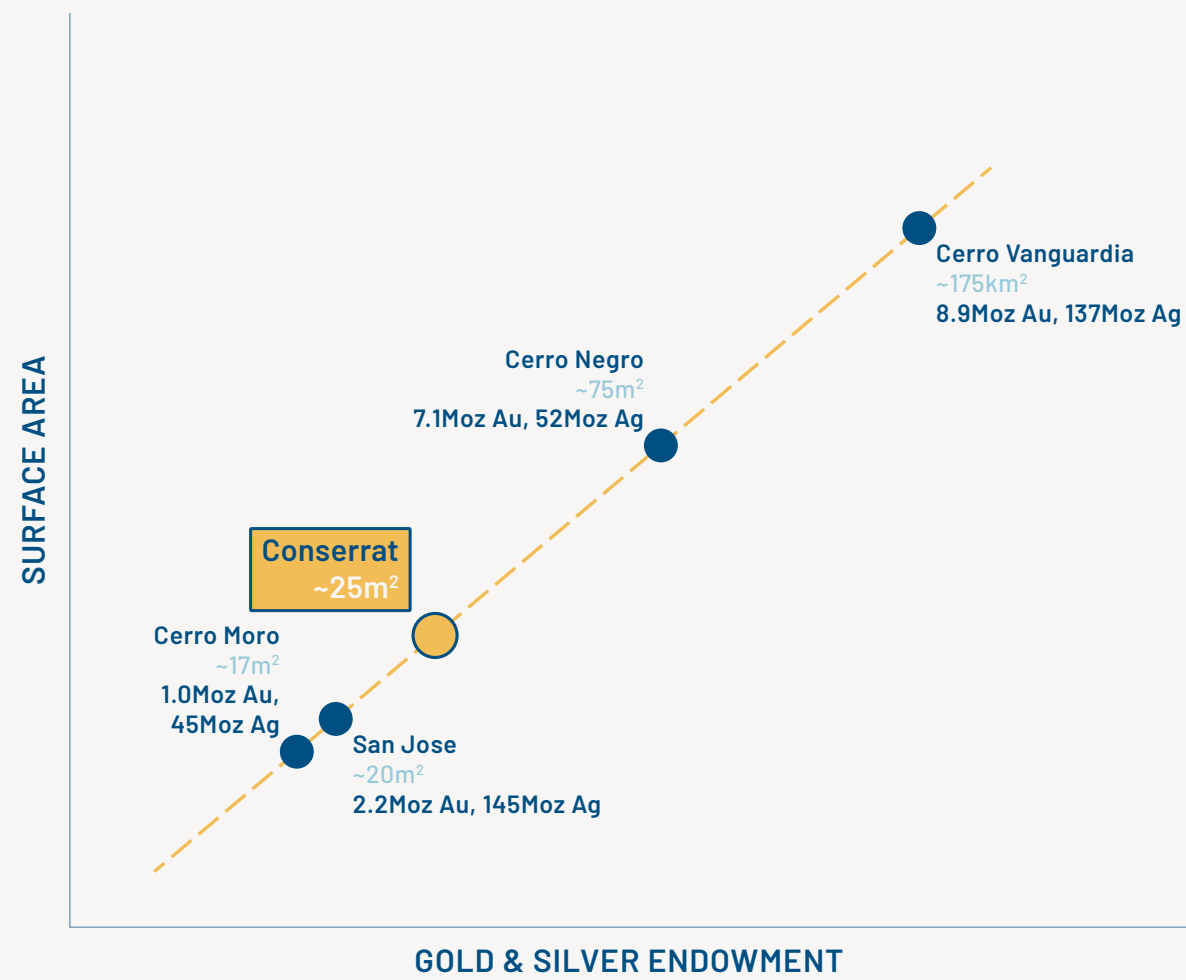 Cerro Vanguardia
~175km²
8.9Moz Au, 137Moz Ag
Cerro Negro
~75m²
7.1Moz Au, 52Moz Ag
Conserrat
~25m²
Cerro Moro
~17m²
1.0Moz Au,
45Moz Ag
San Jose
~20m²
2.2Moz Au, 145Moz Ag
SURFACE AREA
GOLD & SILVER ENDOWMENT